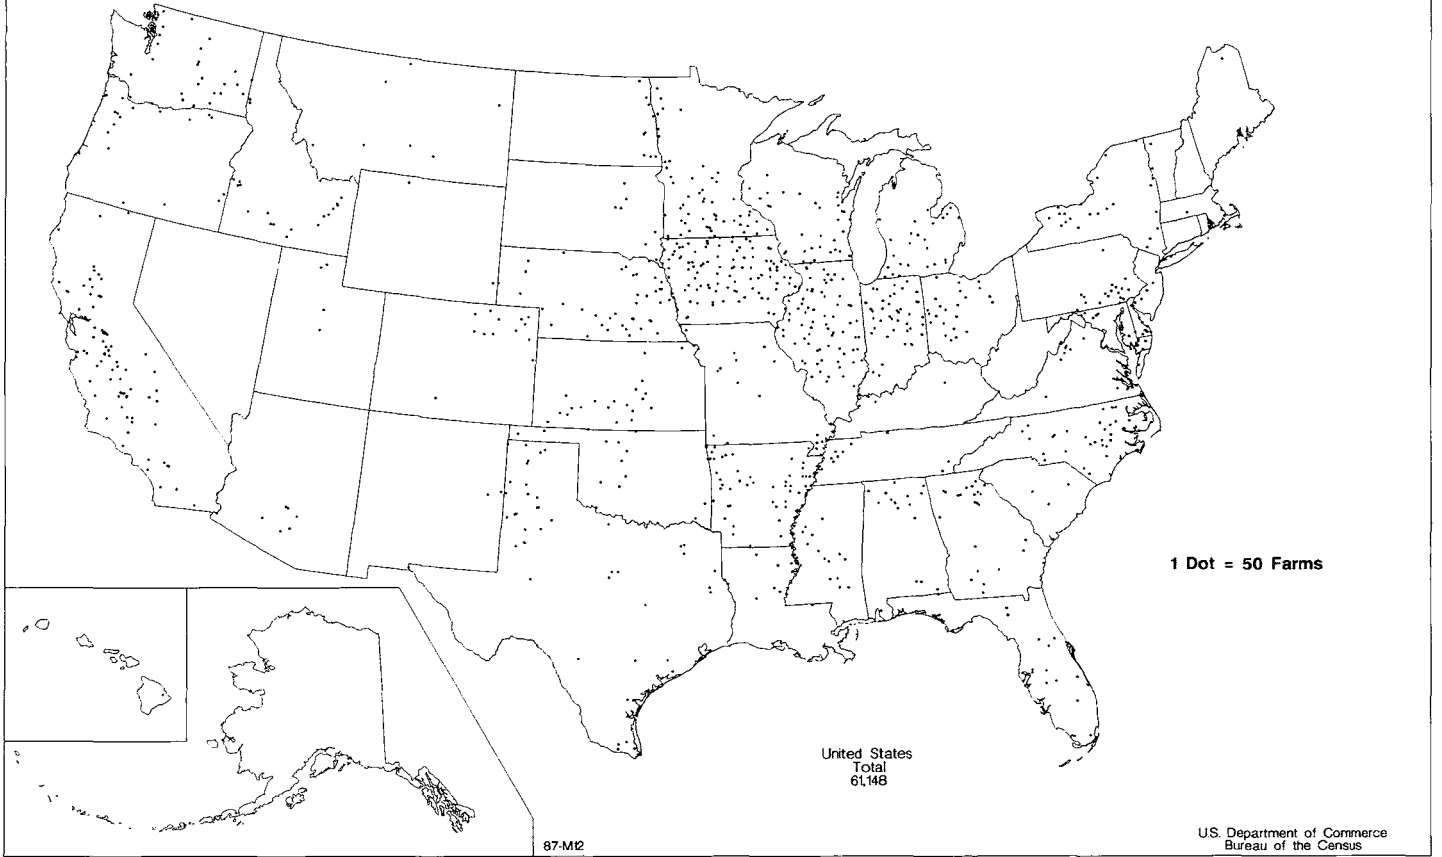 1 Dot = 50 Farms
United States
Total
61,148
87-M12
U.S. Department of Commerce
Bureau of the Census